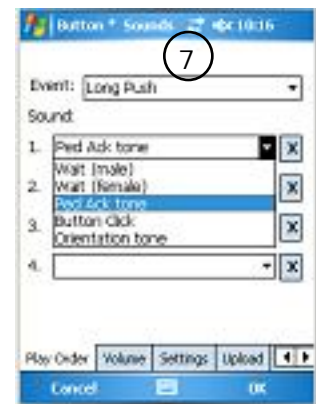 Button * Sounds 10:16
7
Event: Long Push
Sound:
1. Ped Ack tone X
Wait (male)
2. Wait (female) X
Ped Ack tone
3. Button Click X
Orientation tone
4. X
Play Order Volume Settings Upload
Cancel OK